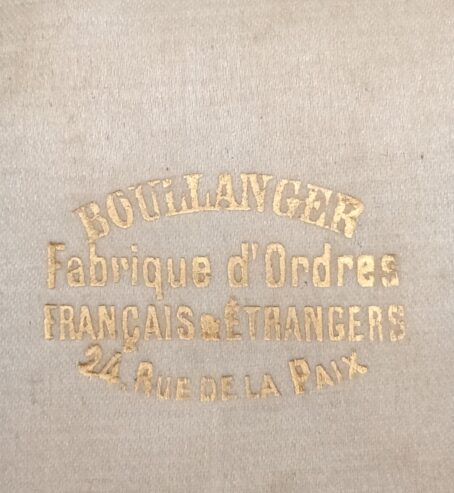 BOULLANGER
Fabrique d'Ordres
FRANÇAIS & ÉTRANGERS
24, RUE DE LA PAIX